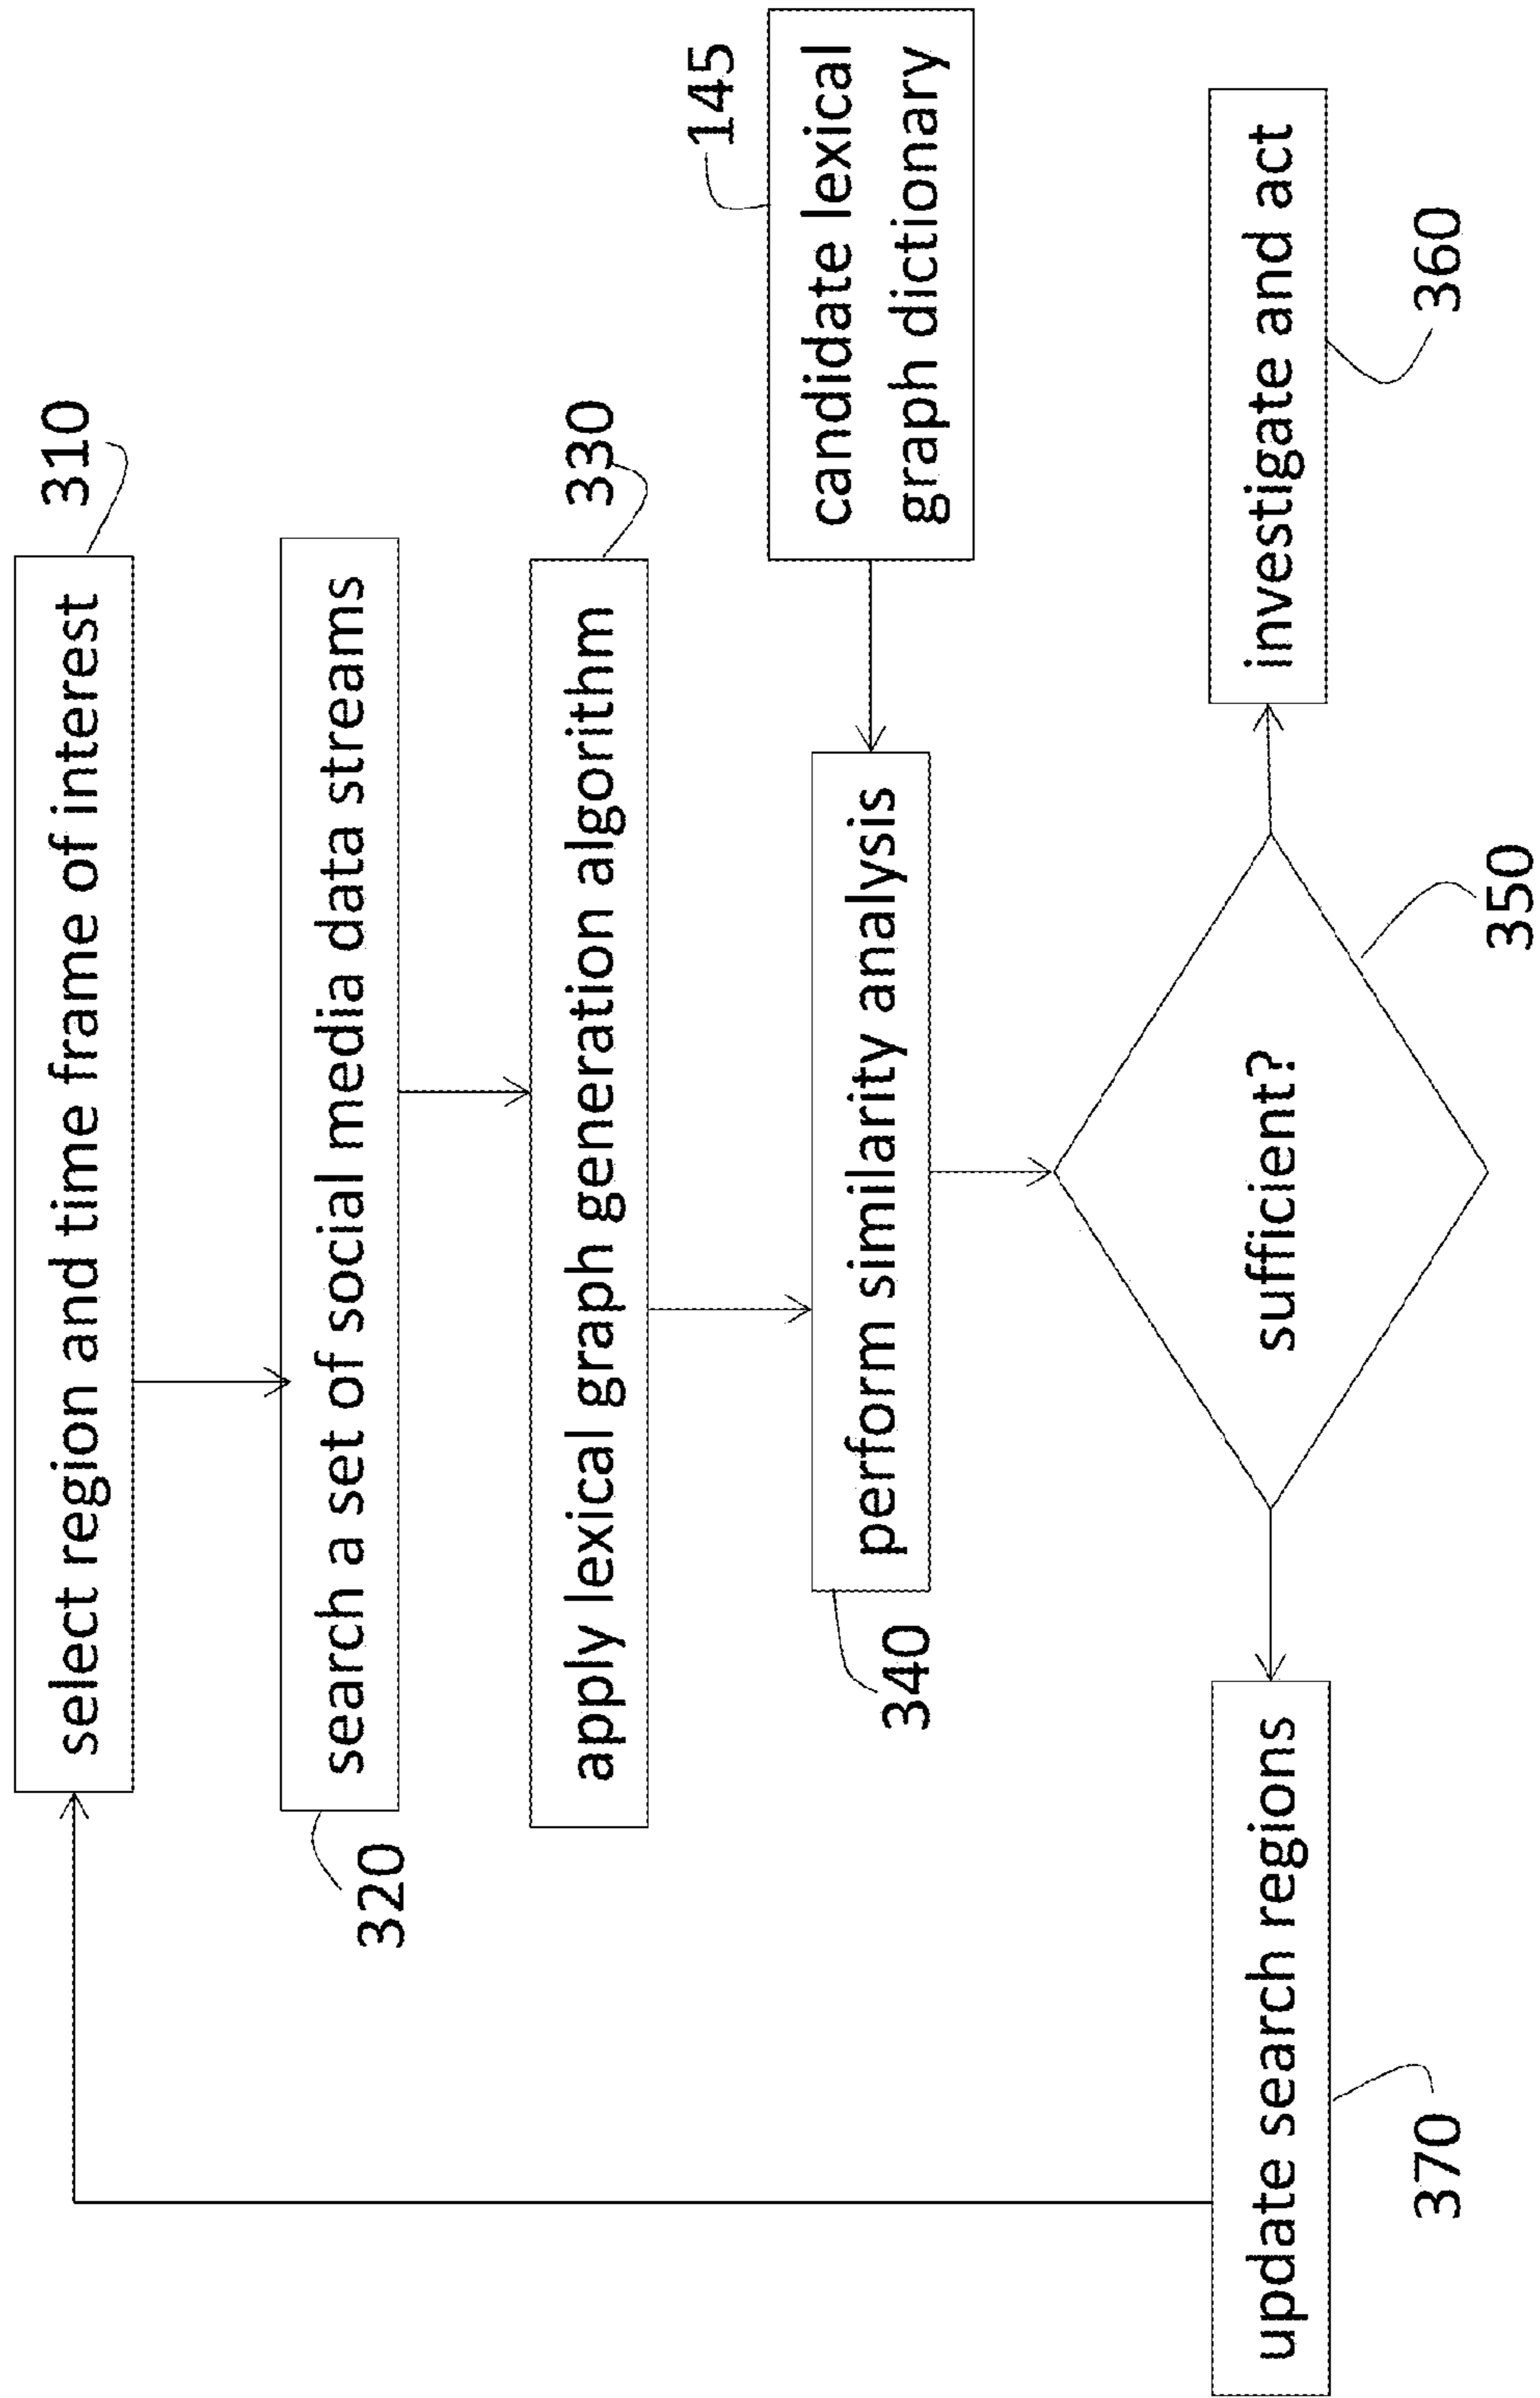 select region and time frame of interest
310
search a set of social media data streams
320
apply lexical graph generation algorithm
330
candidate lexical
graph dictionary
145
perform similarity analysis
340
sufficient?
350
investigate and act
360
update search regions
370